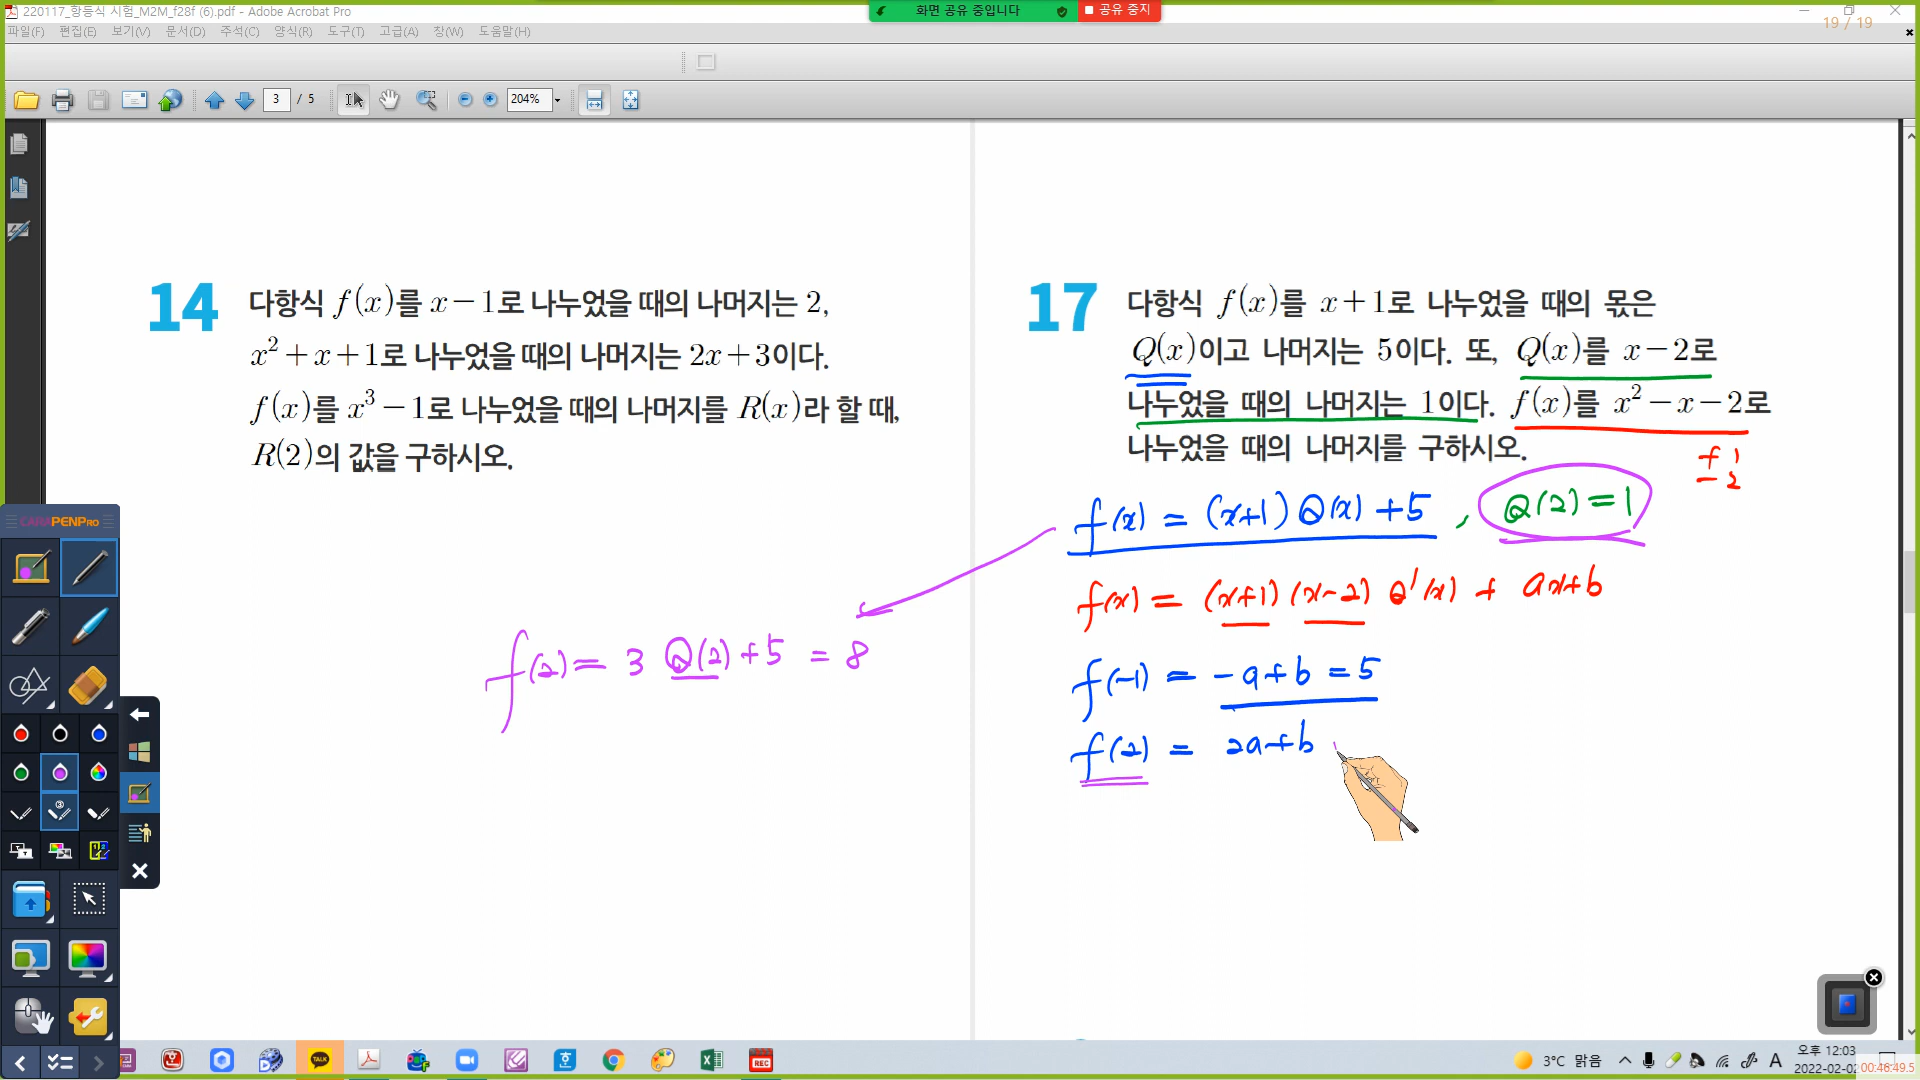 220117_항등식 시험_M2M_f28f (6).pdf - Adobe Acrobat Pro
화면 공유 중입니다
공유 중지
19 / 19
파일(F) 편집(E) 보기(V) 문서(D) 주석(C) 양식(R) 도구(T) 고급(A) 창(W) 도움말(H)
3 / 5
204%
14 다항식 f(x)를 x−1로 나누었을 때의 나머지는 2,
x²+x+1로 나누었을 때의 나머지는 2x+3이다.
f(x)를 x³−1로 나누었을 때의 나머지를 R(x)라 할 때,
R(2)의 값을 구하시오.
f(2) = 3 Q(2) + 5 = 8
17 다항식 f(x)를 x+1로 나누었을 때의 몫은
Q(x)이고 나머지는 5이다. 또, Q(x)를 x−2로
나누었을 때의 나머지는 1이다. f(x)를 x²−x−2로
나누었을 때의 나머지를 구하시오.
+ 1
− 2
f(x) = (x+1) Q(x) + 5 , Q(2) = 1
f(x) = (x+1)(x−2) Q'(x) + ax+b
f(−1) = −a+b = 5
f(2) = 2a+b
CAMAPENPRO
TALK
REC
3°C 맑음
A
오후 12:03
2022-02-02
00:46:49.5